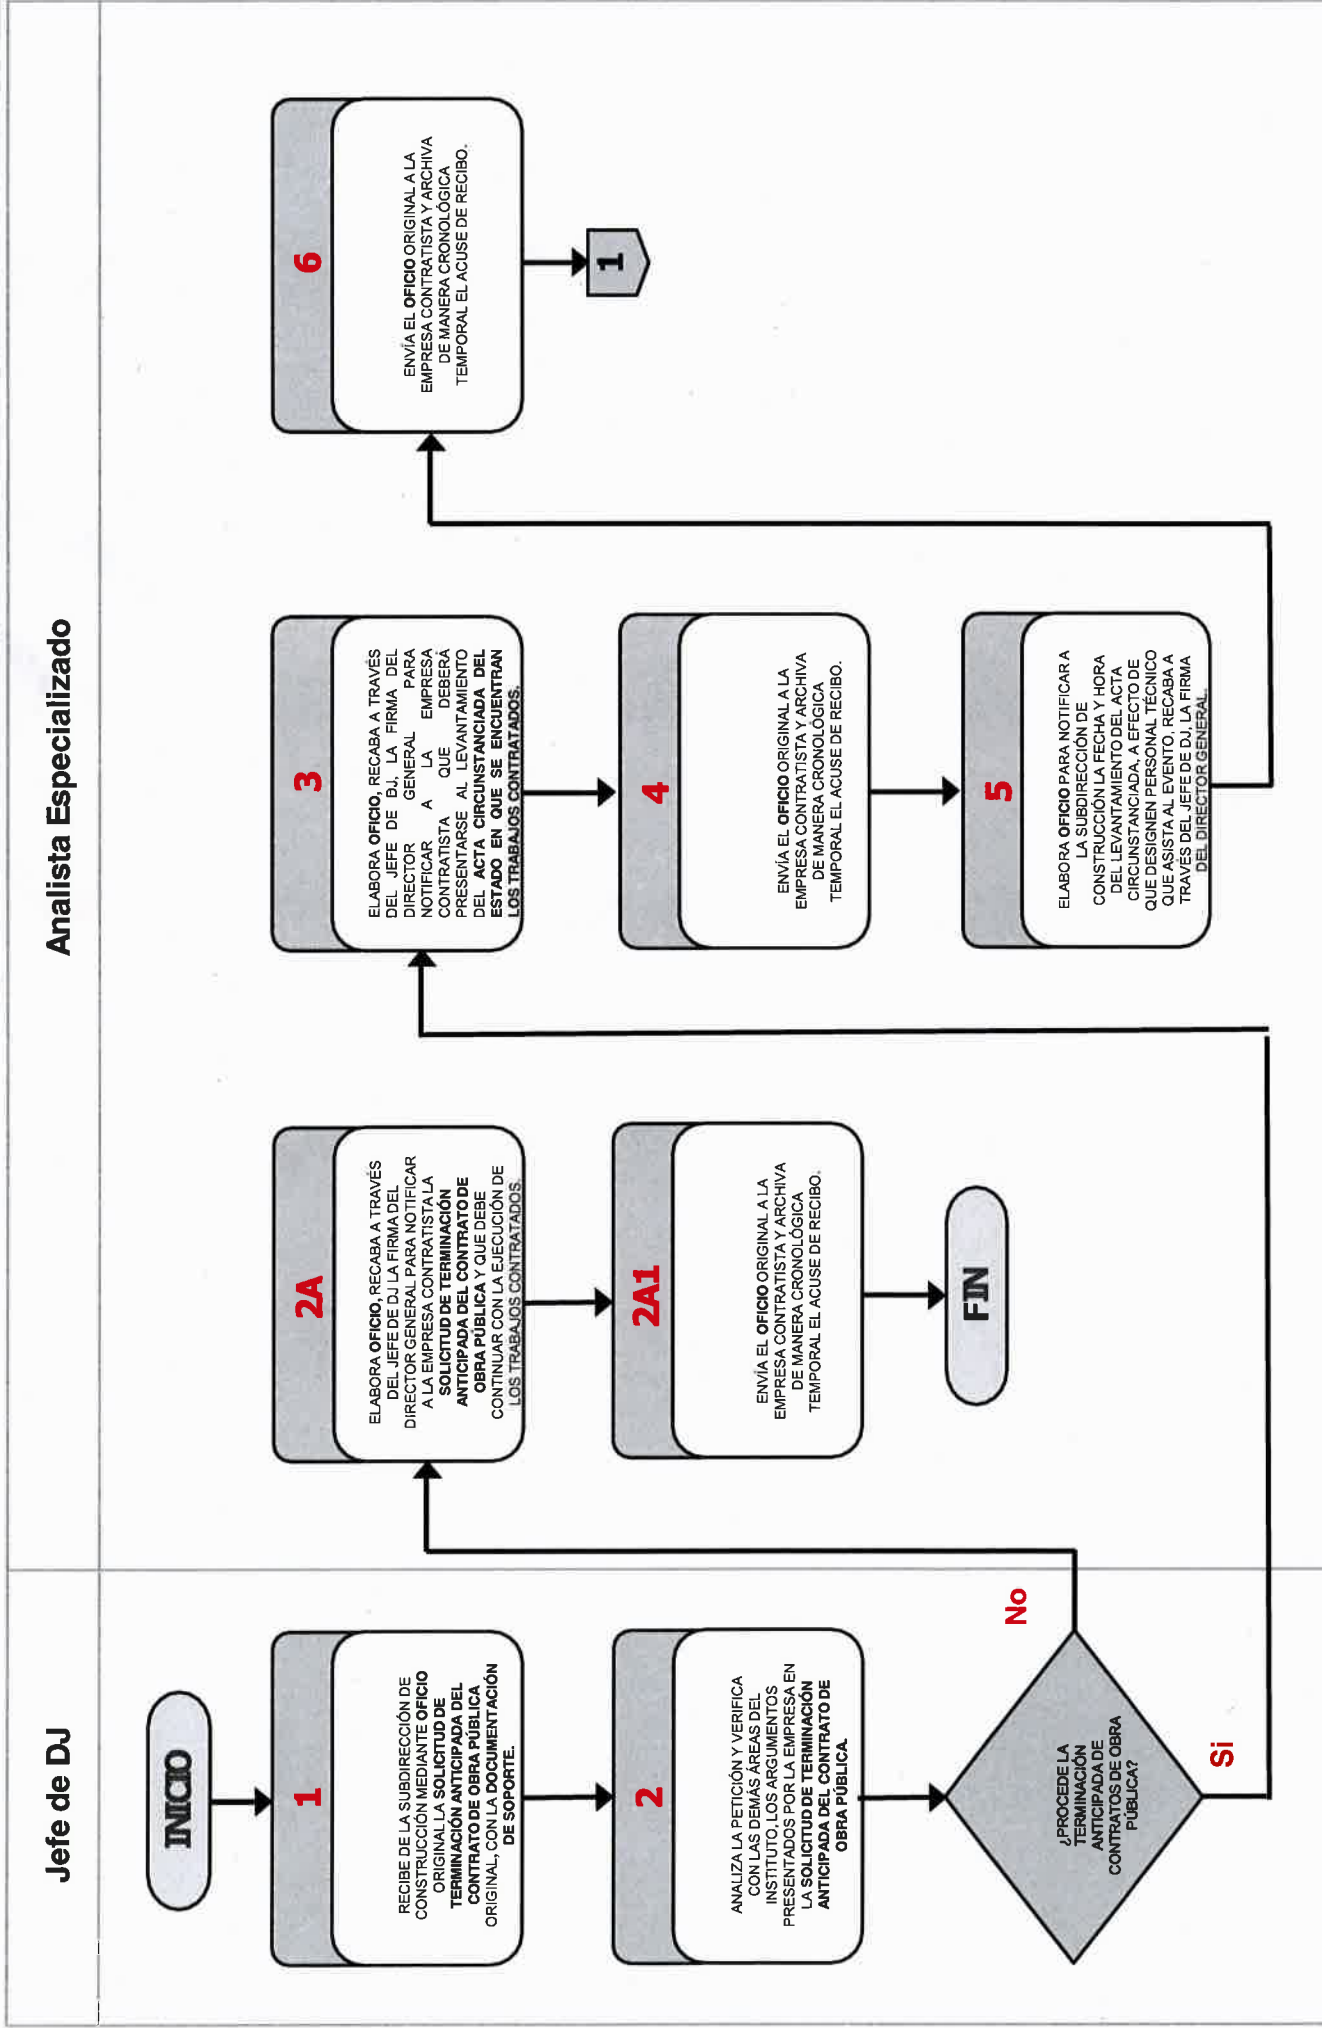 Jefe de DJ
Analista Especializado
INICIO
1
RECIBE DE LA SUBDIRECCIÓN DE
CONSTRUCCIÓN MEDIANTE OFICIO
ORIGINAL LA SOLICITUD DE
TERMINACIÓN ANTICIPADA DEL
CONTRATO DE OBRA PÚBLICA
ORIGINAL, CON LA DOCUMENTACIÓN
DE SOPORTE.
2
ANALIZA LA PETICIÓN Y VERIFICA
CON LAS DEMÁS ÁREAS DEL
INSTITUTO, LOS ARGUMENTOS
PRESENTADOS POR LA EMPRESA EN
LA SOLICITUD DE TERMINACIÓN
ANTICIPADA DEL CONTRATO DE
OBRA PÚBLICA.
¿PROCEDE LA
TERMINACIÓN
ANTICIPADA DE
CONTRATOS DE OBRA
PÚBLICA?
No
Si
2A
ELABORA OFICIO, RECABA A TRAVÉS
DEL JEFE DE DJ LA FIRMA DEL
DIRECTOR GENERAL PARA NOTIFICAR
A LA EMPRESA CONTRATISTA LA
SOLICITUD DE TERMINACIÓN
ANTICIPADA DEL CONTRATO DE
OBRA PÚBLICA Y QUE DEBE
CONTINUAR CON LA EJECUCIÓN DE
LOS TRABAJOS CONTRATADOS.
2A1
ENVÍA EL OFICIO ORIGINAL A LA
EMPRESA CONTRATISTA Y ARCHIVA
DE MANERA CRONOLÓGICA
TEMPORAL EL ACUSE DE RECIBO.
FIN
3
ELABORA OFICIO, RECABA A TRAVÉS
DEL JEFE DE DJ, LA FIRMA DEL
DIRECTOR GENERAL PARA
NOTIFICAR A LA EMPRESA
CONTRATISTA QUE DEBERÁ
PRESENTARSE AL LEVANTAMIENTO
DEL ACTA CIRCUNSTANCIADA DEL
ESTADO EN QUE SE ENCUENTRAN
LOS TRABAJOS CONTRATADOS.
4
ENVÍA EL OFICIO ORIGINAL A LA
EMPRESA CONTRATISTA Y ARCHIVA
DE MANERA CRONOLÓGICA
TEMPORAL EL ACUSE DE RECIBO.
5
ELABORA OFICIO PARA NOTIFICAR A
LA SUBDIRECCIÓN DE
CONSTRUCCIÓN LA FECHA Y HORA
DEL LEVANTAMIENTO DEL ACTA
CIRCUNSTANCIADA, A EFECTO DE
QUE DESIGNEN PERSONAL TÉCNICO
QUE ASISTA AL EVENTO, RECABA A
TRAVÉS DEL JEFE DE DJ, LA FIRMA
DEL DIRECTOR GENERAL.
6
ENVÍA EL OFICIO ORIGINAL A LA
EMPRESA CONTRATISTA Y ARCHIVA
DE MANERA CRONOLÓGICA
TEMPORAL EL ACUSE DE RECIBO.
1